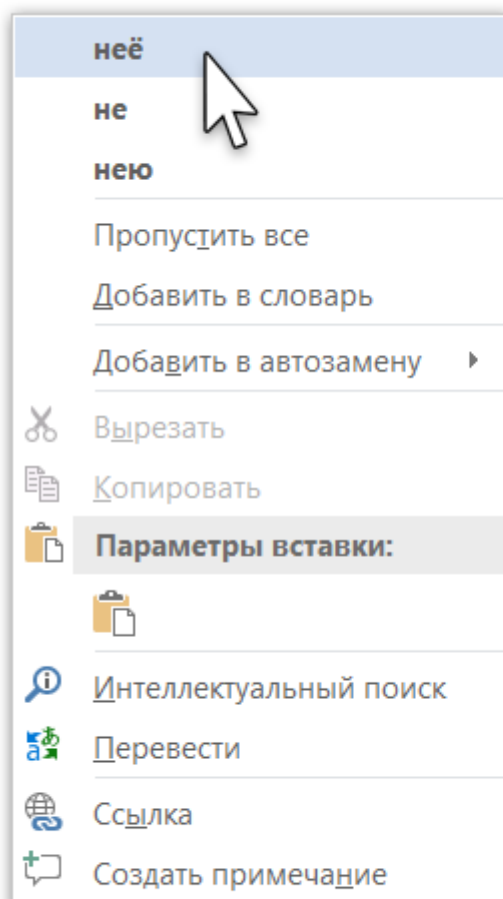 неё
не
нею
Пропустить все
Добавить в словарь
Добавить в автозамену
Вырезать
Копировать
Параметры вставки:
Интеллектуальный поиск
Перевести
Ссылка
Создать примечание